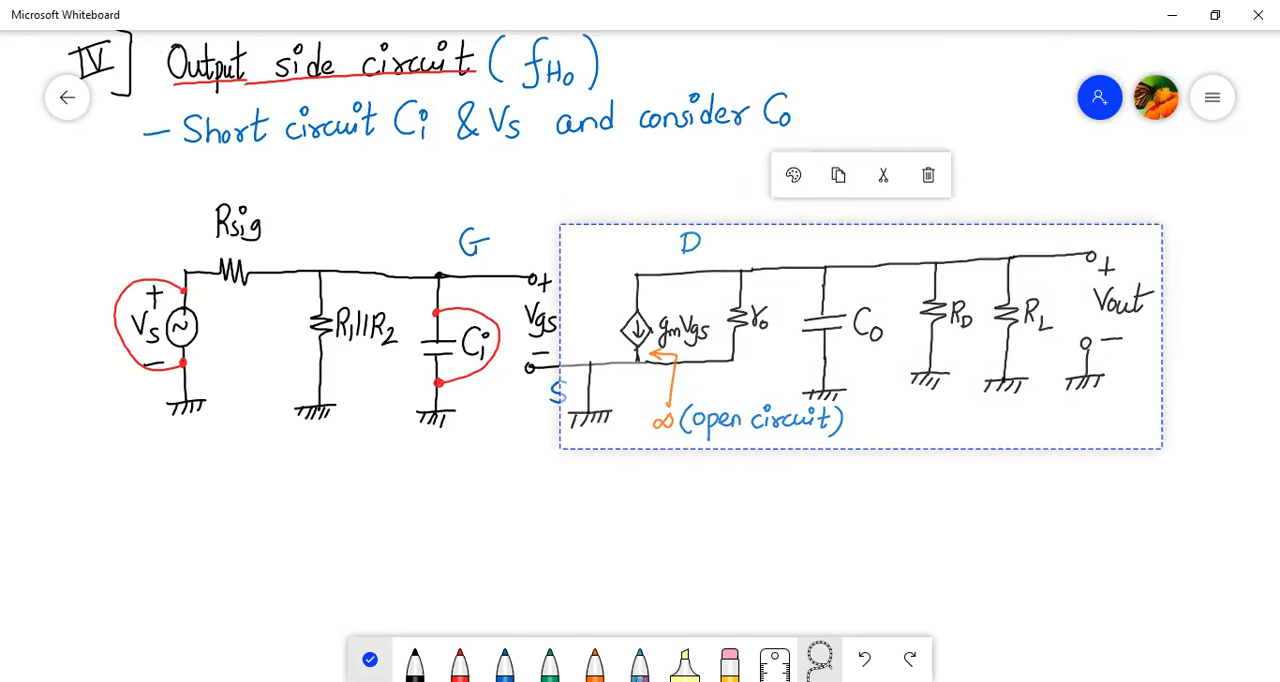 Microsoft Whiteboard
IV] Output side circuit (fHo)
- Short circuit Ci & Vs and consider Co
Rsig
G
D
+
Vs
-
R1||R2
Ci
+
Vgs
-
S
gmVgs
ro
Co
RD
RL
+
Vout
-
∞ (open circuit)